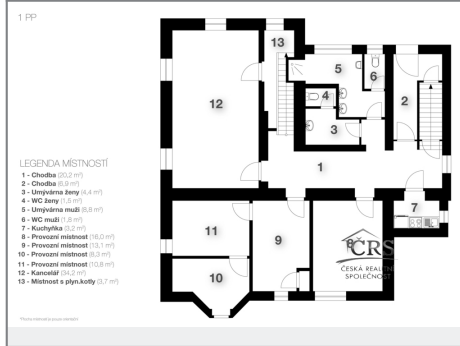 1 PP
13
5
6
4
12
2
3
1
7
11
9
8
10
LEGENDA MÍSTNOSTÍ
1 - Chodba (20,2 m²)
2 - Chodba (6,9 m²)
3 - Umývárna ženy (4,4 m²)
4 - WC ženy (1,5 m²)
5 - Umývárna muži (8,8 m²)
6 - WC muži (1,8 m²)
7 - Kuchyňka (3,2 m²)
8 - Provozní místnost (16,0 m²)
9 - Provozní místnost (13,1 m²)
10 - Provozní místnost (8,3 m²)
11 - Provozní místnost (10,8 m²)
12 - Kancelář (34,2 m²)
13 - Místnost s plyn.kotly (3,7 m²)
ČRS
ČESKÁ REALITNÍ
SPOLEČNOST